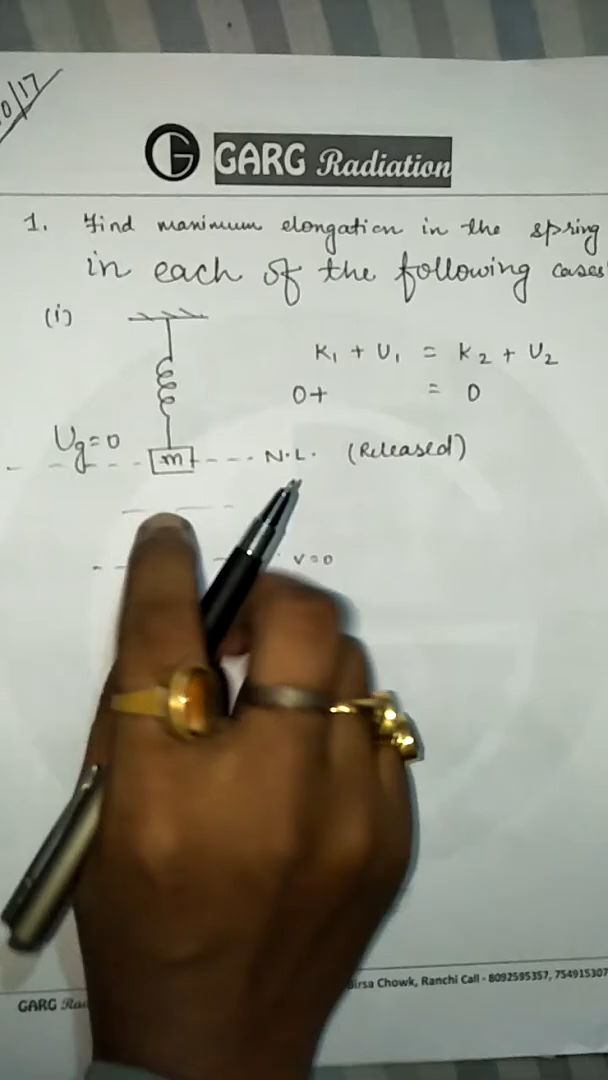 0/17
G GARG Radiation
1. Find manimum elongation in the spring
in each of the following cases
(i)
K1 + U1 = K2 + U2
0+ = 0
Ug=0
m N.L. (Released)
v=0
Birsa Chowk, Ranchi Call - 8092595357, 754915307
GARG